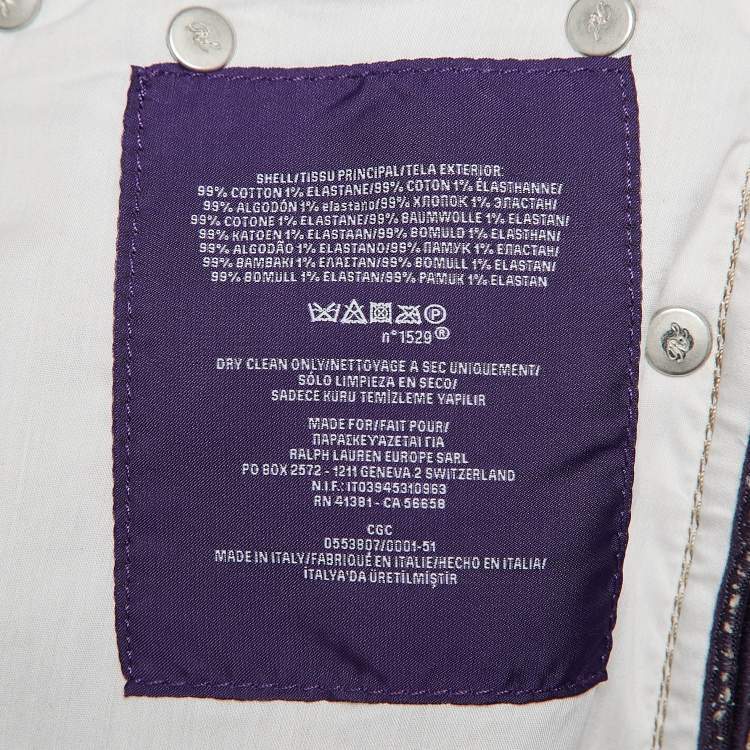 SHELL/TISSU PRINCIPAL/TELA EXTERIOR:
99% COTTON 1% ELASTANE/99% COTON 1% ÉLASTHANNE/
99% ALGODÓN 1% elastano/99% ХЛОПОК 1% ЭЛАСТАН/
99% COTONE 1% ELASTANE/99% BAUMWOLLE 1% ELASTAN/
99% KATOEN 1% ELASTAAN/99% BOMULD 1% ELASTHAN/
99% ALGODÃO 1% ELASTANO/99% ПАМУК 1% ЕЛАСТАН/
99% ΒΑΜΒΑΚΙ 1% ΕΛΑΣΤΑΝ/99% BOMULL 1% ELASTAN/
99% BOMULL 1% ELASTAN/99% PAMUK 1% ELASTAN
P
n°1529®
DRY CLEAN ONLY/NETTOYAGE A SEC UNIQUEMENT/
SÓLO LIMPIEZA EN SECO/
SADECE KURU TEMİZLEME YAPILIR
MADE FOR/FAIT POUR/
ΠΑΡΑΣΚΕΥΆΖΕΤΑΙ ΓΙΑ
RALPH LAUREN EUROPE SARL
PO BOX 2572 - 1211 GENEVA 2 SWITZERLAND
N.I.F.: IT03945310963
RN 41381 - CA 56658
CGC
0553807/0001-51
MADE IN ITALY/FABRIQUÉ EN ITALIE/HECHO EN ITALIA/
İTALYA'DA ÜRETİLMİŞTİR